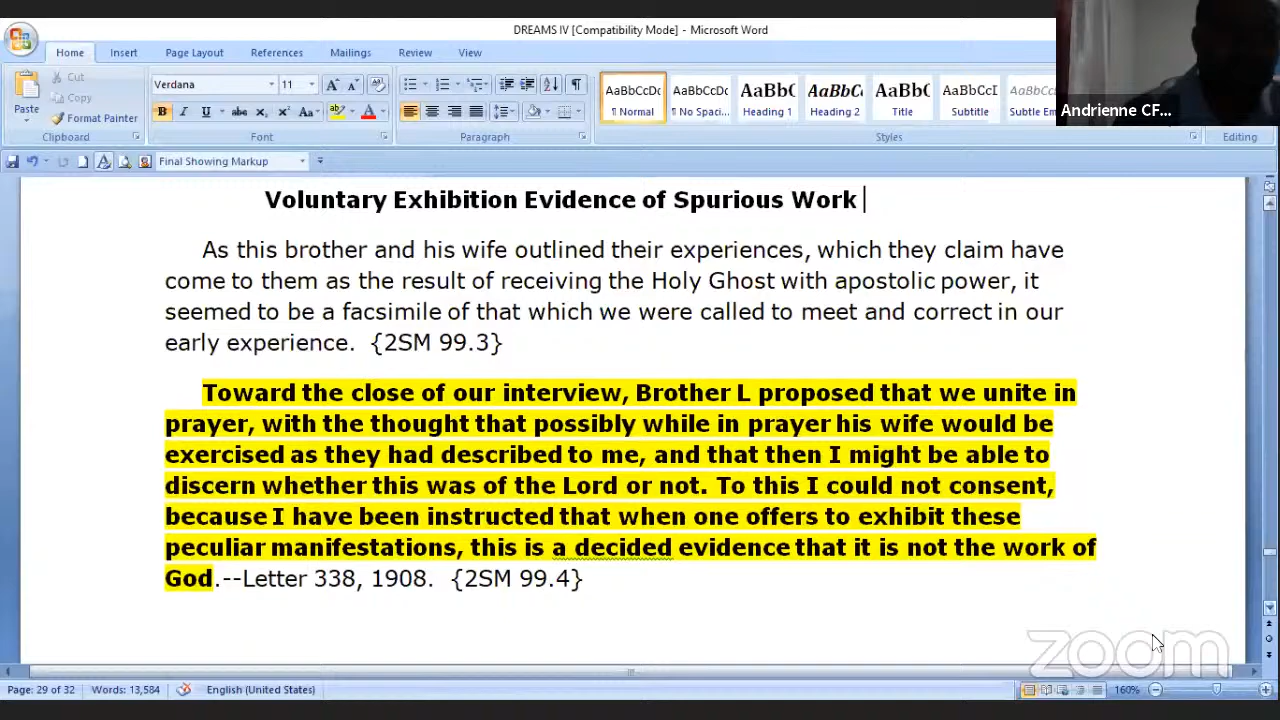 DREAMS IV [Compatibility Mode] - Microsoft Word
Home Insert Page Layout References Mailings Review View
Paste Cut Copy Format Painter
Verdana 11
AaBbCcDc AaBbCcDc AaBbC AaBbCc AaBbC AaBbCcI AaBbCcDc
¶ Normal ¶ No Spaci... Heading 1 Heading 2 Title Subtitle Subtle Em
Andrienne CF...
Clipboard Font Paragraph Styles Editing
Final Showing Markup
Voluntary Exhibition Evidence of Spurious Work
As this brother and his wife outlined their experiences, which they claim have
come to them as the result of receiving the Holy Ghost with apostolic power, it
seemed to be a facsimile of that which we were called to meet and correct in our
early experience. {2SM 99.3}
Toward the close of our interview, Brother L proposed that we unite in
prayer, with the thought that possibly while in prayer his wife would be
exercised as they had described to me, and that then I might be able to
discern whether this was of the Lord or not. To this I could not consent,
because I have been instructed that when one offers to exhibit these
peculiar manifestations, this is a decided evidence that it is not the work of
God.--Letter 338, 1908. {2SM 99.4}
zoom
Page: 29 of 32 Words: 13,584 English (United States) 160%